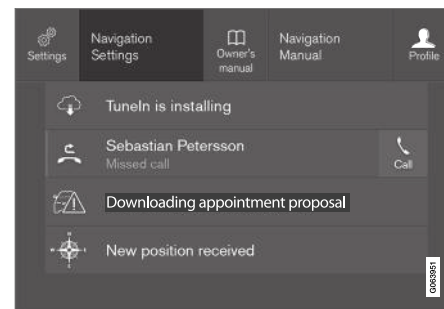 Settings
Navigation
Settings
Owner's
manual
Navigation
Manual
Profile
TuneIn is installing
Sebastian Petersson
Missed call
Call
Downloading appointment proposal
New position received
G063951